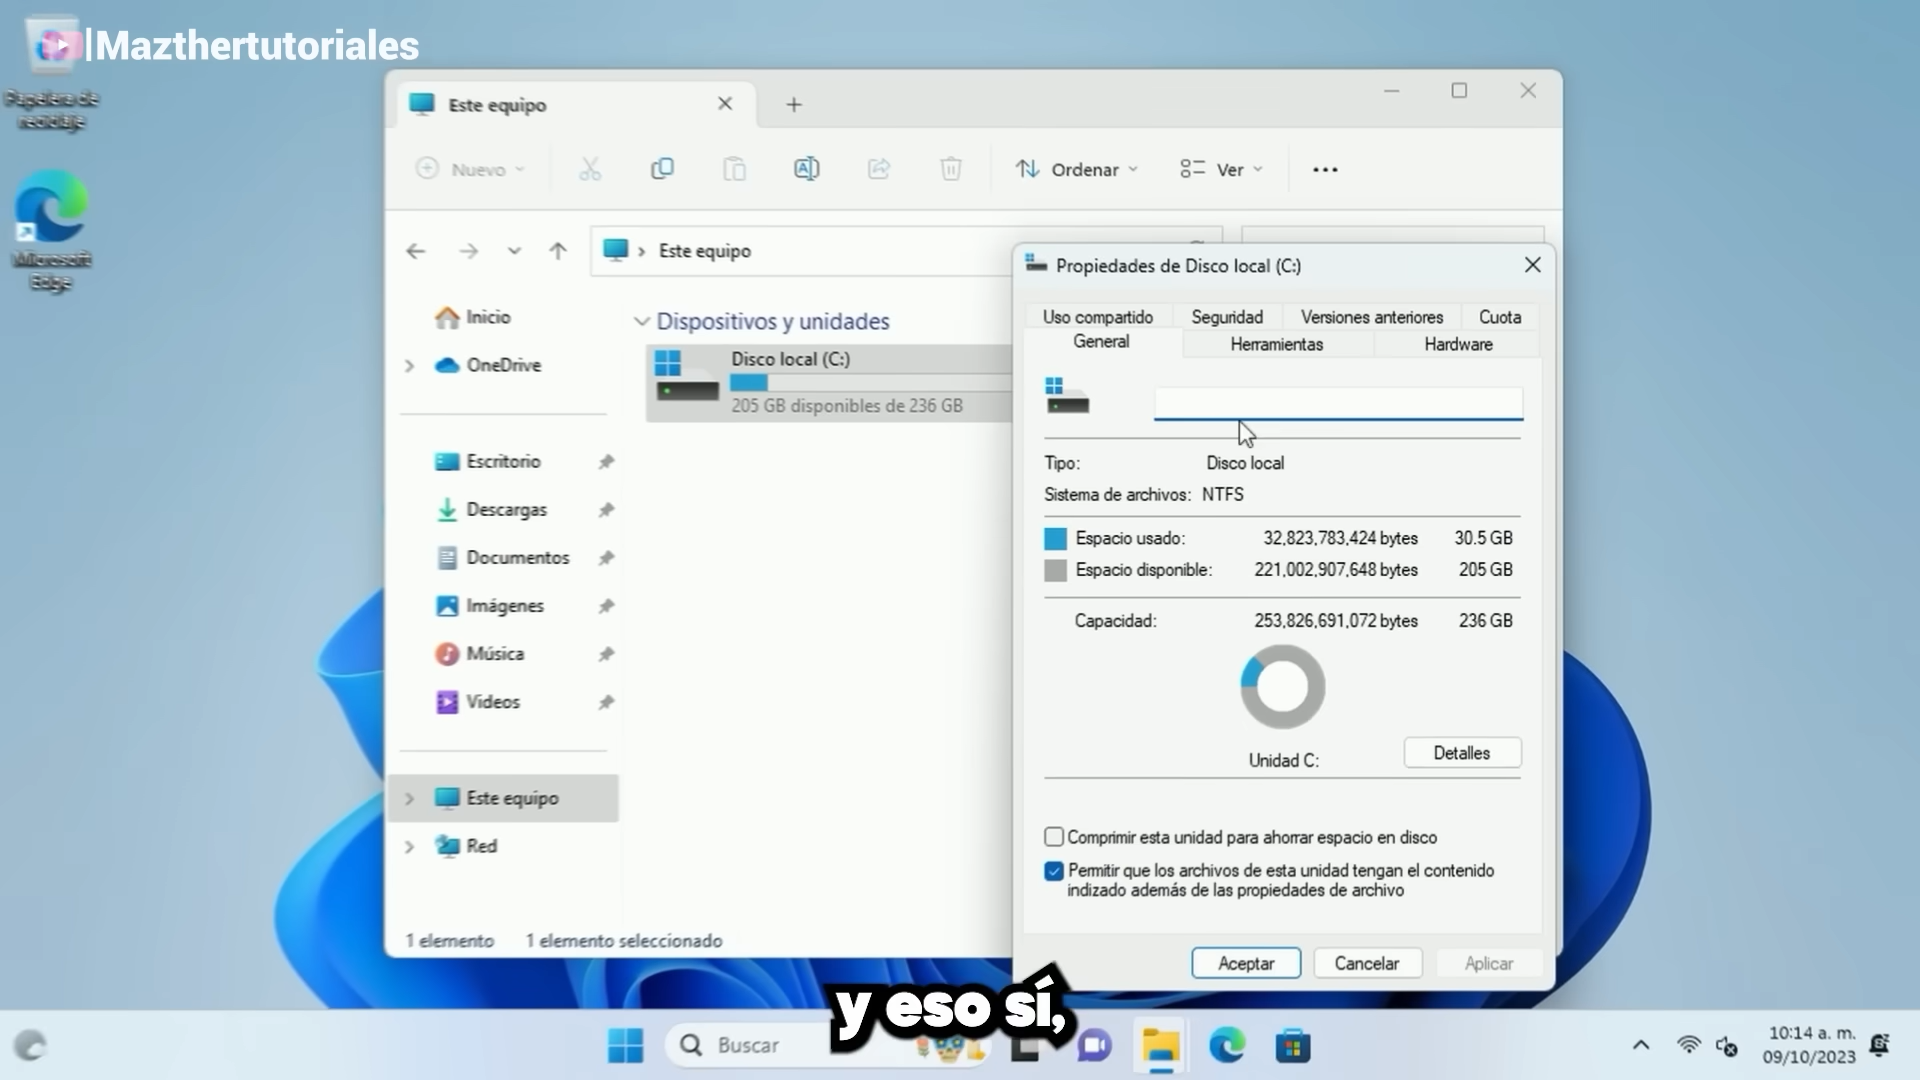 |Mazthertutoriales
Papelera de
reciclaje
Microsoft
Edge
Este equipo
Nuevo
Ordenar
Ver
Este equipo
Inicio
OneDrive
Escritorio
Descargas
Documentos
Imágenes
Música
Videos
Este equipo
Red
Dispositivos y unidades
Disco local (C:)
205 GB disponibles de 236 GB
1 elemento 1 elemento seleccionado
Propiedades de Disco local (C:)
Uso compartido Seguridad Versiones anteriores Cuota
General Herramientas Hardware
Tipo: Disco local
Sistema de archivos: NTFS
Espacio usado: 32,823,783,424 bytes 30.5 GB
Espacio disponible: 221,002,907,648 bytes 205 GB
Capacidad: 253,826,691,072 bytes 236 GB
Unidad C: Detalles
Comprimir esta unidad para ahorrar espacio en disco
Permitir que los archivos de esta unidad tengan el contenido
indizado además de las propiedades de archivo
Aceptar Cancelar Aplicar
y eso sí,
Buscar
10:14 a. m.
09/10/2023